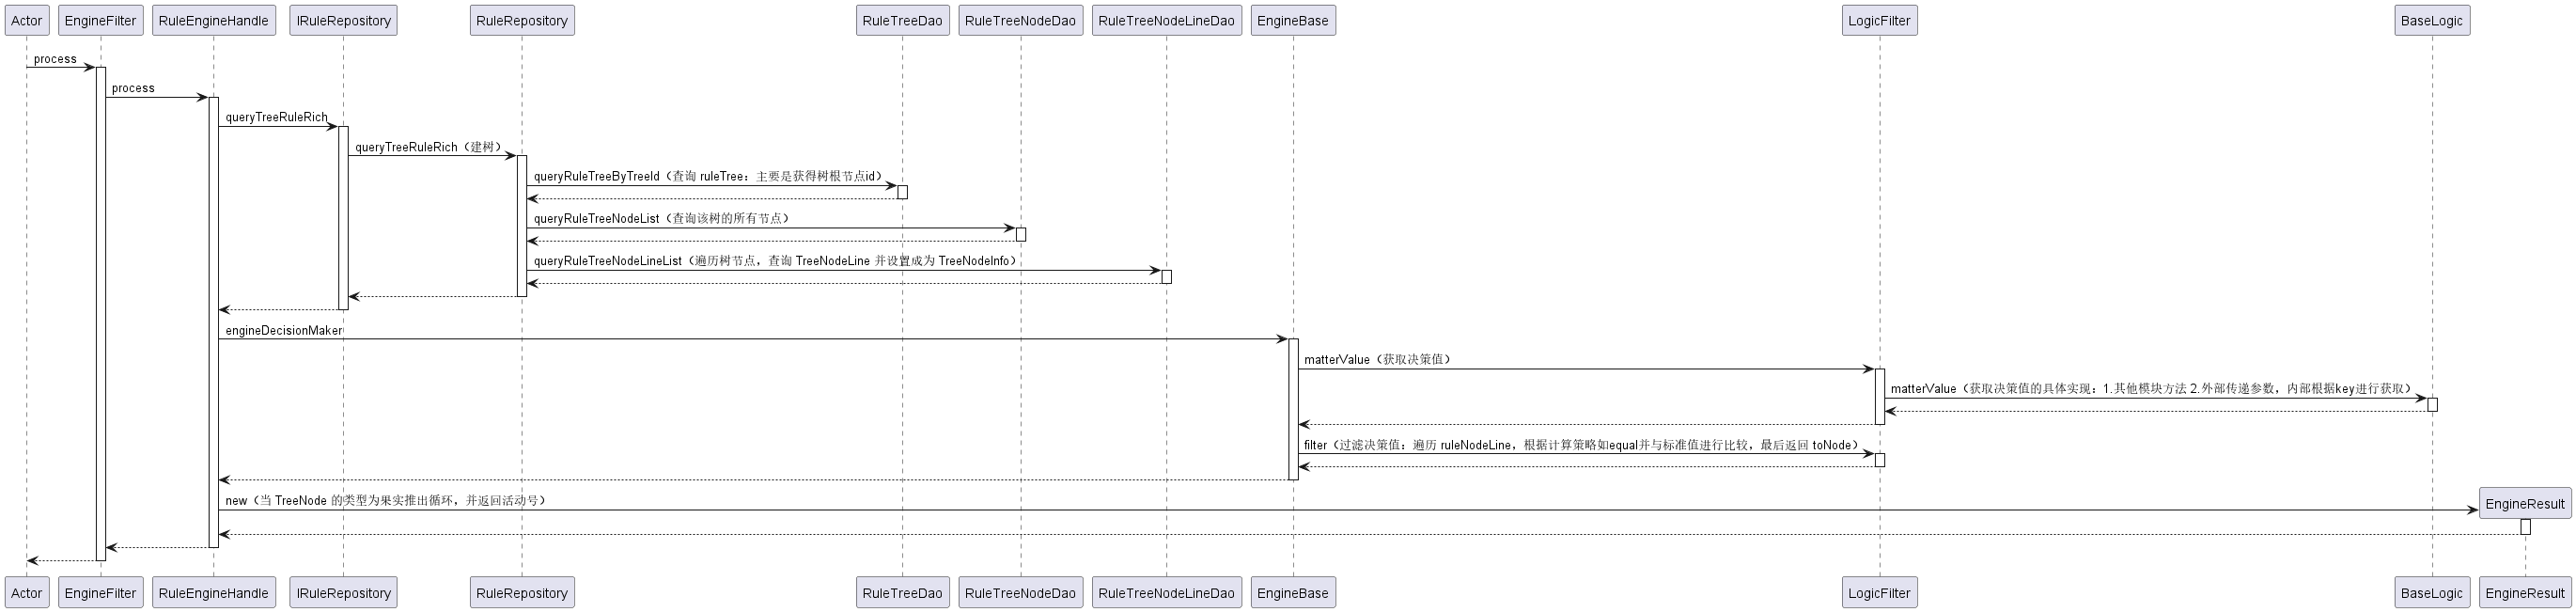 Actor
EngineFilter
RuleEngineHandle
IRuleRepository
RuleRepository
RuleTreeDao
RuleTreeNodeDao
RuleTreeNodeLineDao
EngineBase
LogicFilter
BaseLogic
process
process
queryTreeRuleRich
queryTreeRuleRich（建树）
queryRuleTreeByTreeId（查询 ruleTree：主要是获得树根节点id）
queryRuleTreeNodeList（查询该树的所有节点）
queryRuleTreeNodeLineList（遍历树节点，查询 TreeNodeLine 并设置成为 TreeNodeInfo）
engineDecisionMaker
matterValue（获取决策值）
matterValue（获取决策值的具体实现：1.其他模块方法 2.外部传递参数，内部根据key进行获取）
filter（过滤决策值：遍历 ruleNodeLine，根据计算策略如equal并与标准值进行比较，最后返回 toNode）
new（当 TreeNode 的类型为果实推出循环，并返回活动号）
EngineResult
Actor
EngineFilter
RuleEngineHandle
IRuleRepository
RuleRepository
RuleTreeDao
RuleTreeNodeDao
RuleTreeNodeLineDao
EngineBase
LogicFilter
BaseLogic
EngineResult